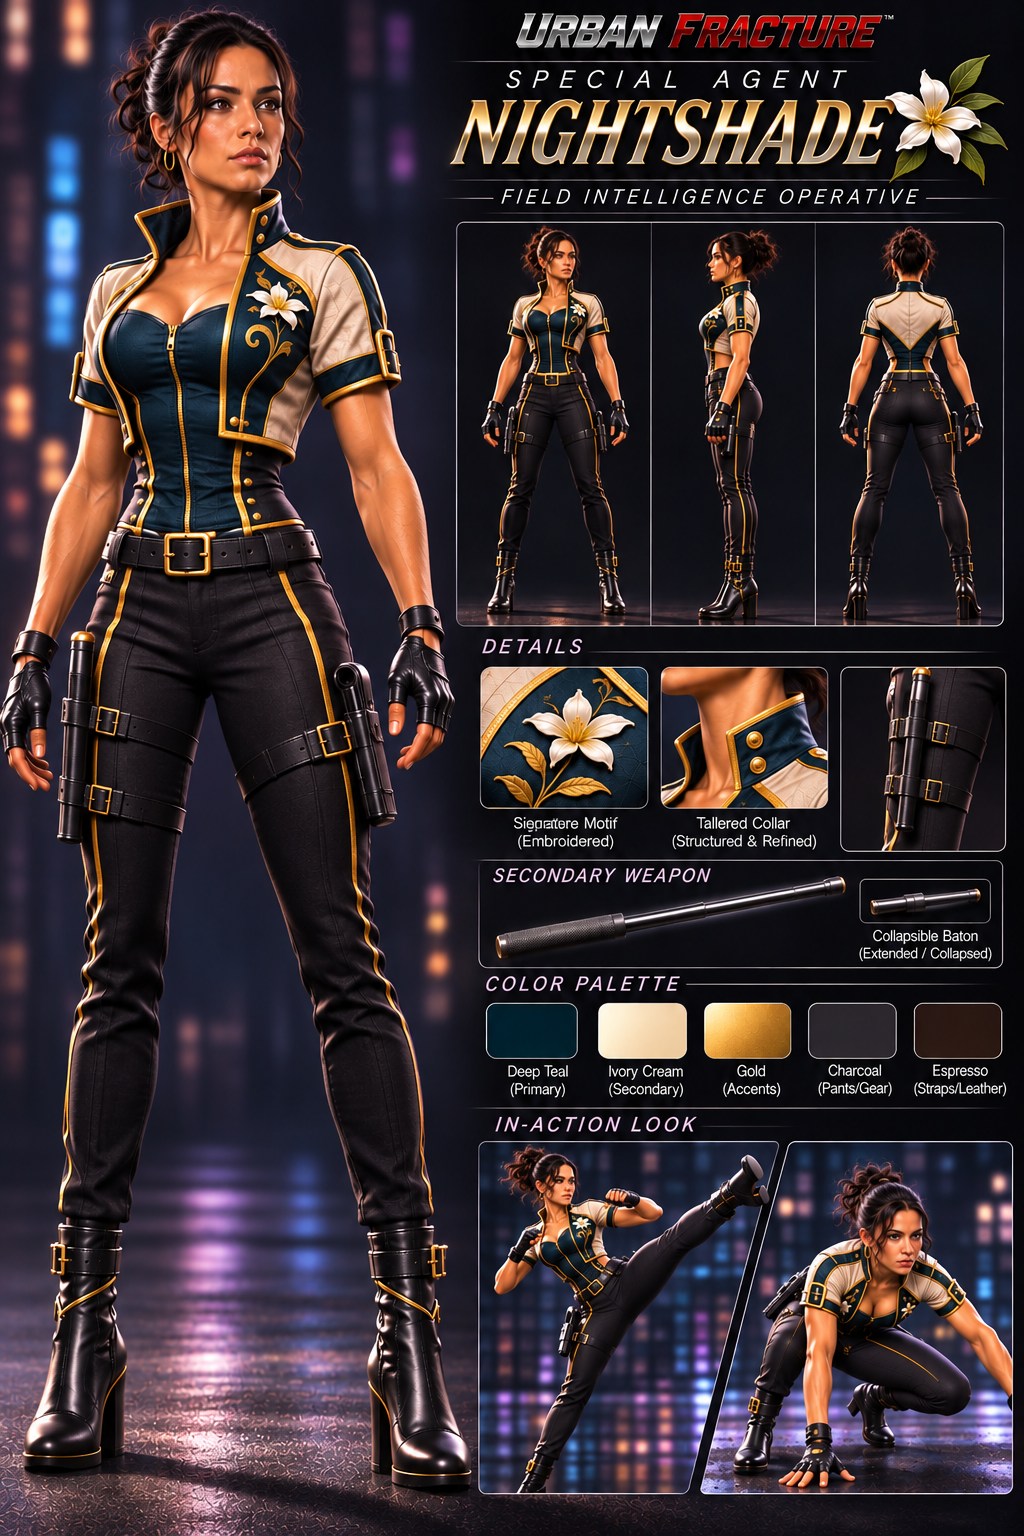 URBAN FRACTURE™
SPECIAL AGENT
NIGHTSHADE
FIELD INTELLIGENCE OPERATIVE
DETAILS
Motif
(Embroidered)
Tallered Collar
(Structured & Refined)
SECONDARY WEAPON
Collapsible Baton
(Extended / Collapsed)
COLOR PALETTE
Deep Teal
(Primary)
Ivory Cream
(Secondary)
Gold
(Accents)
Charcoal
(Pants/Gear)
Espresso
(Straps/Leather)
IN-ACTION LOOK